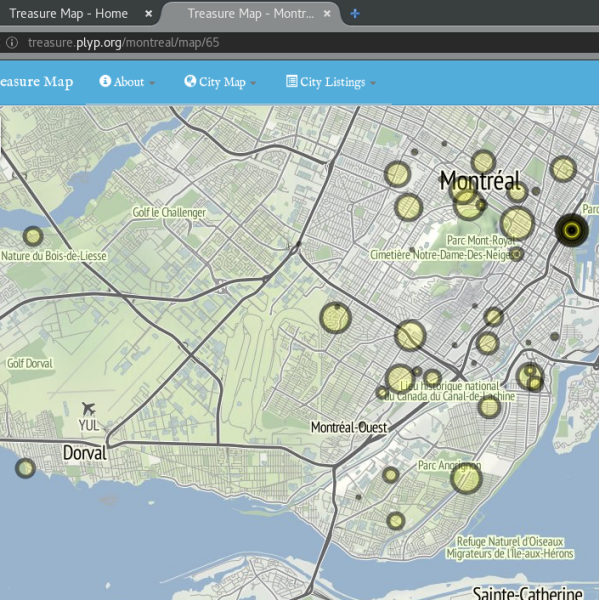 Treasure Map - Home × Treasure Map - Montr... × +
treasure.plyp.org/montreal/map/65
easure Map About City Map City Listings
Montréal
Golf le Challenger
Parc
Parc Mont-Royal
Nature du Bois-de-Liesse
Cimetière Notre-Dame-Des-Neiges
Golf Dorval
Lieu historique national
du Canada du Canal-de-Lachine
YUL
Montréal-Ouest
Dorval
Parc Angrignon
Refuge Naturel d'Oiseaux
Migrateurs de l'Ile-aux-Hérons
Sainte-Catherine